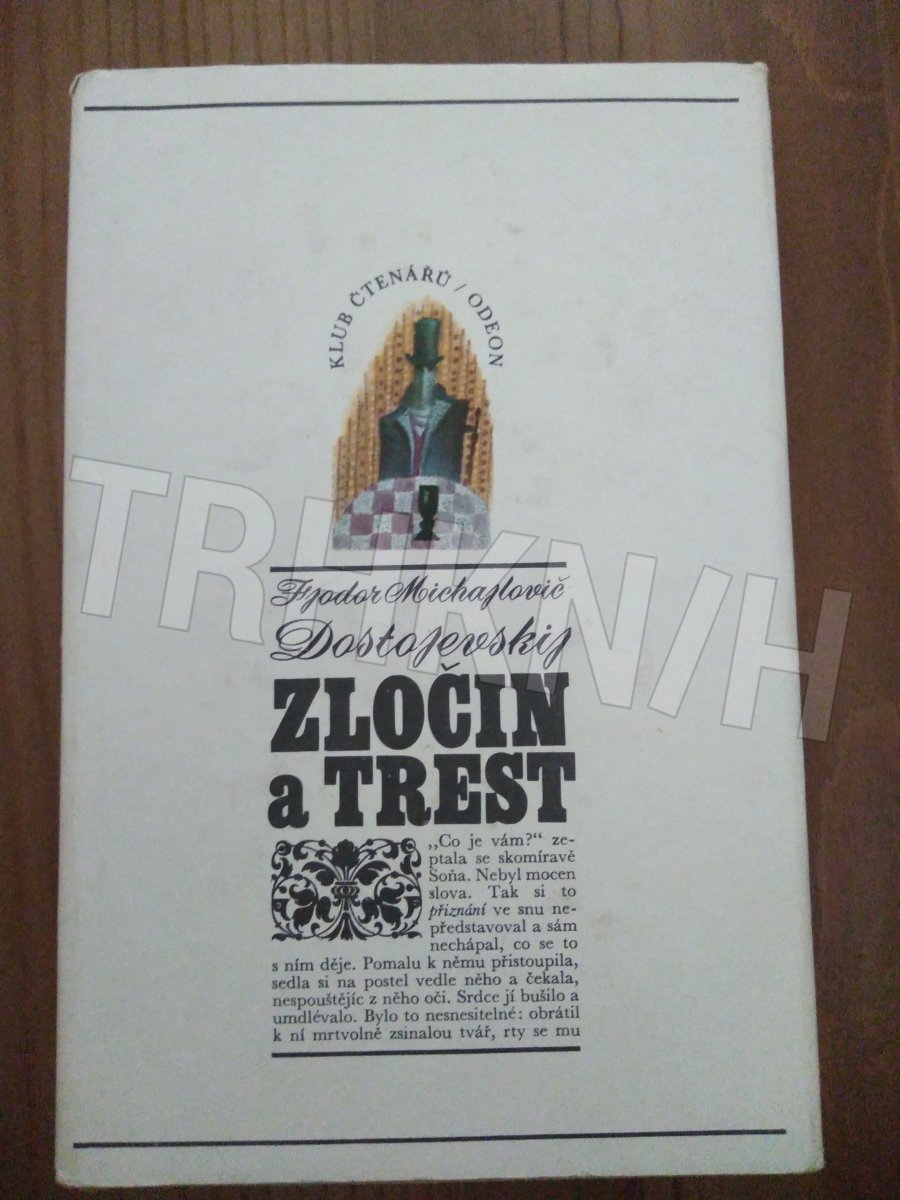 KLUB ČTENÁŘŮ / ODEON
Fjodor Michajlovič
Dostojevskij
ZLOČIN
a TREST
„Co je vám?“ ze-
ptala se skomíravě
Soňa. Nebyl mocen
slova. Tak si to
přiznání ve snu ne-
představoval a sám
nechápal, co se to
s ním děje. Pomalu k němu přistoupila,
sedla si na postel vedle něho a čekala,
nespouštějíc z něho oči. Srdce jí bušilo a
umdlévalo. Bylo to nesnesitelné: obrátil
k ní mrtvolně zsinalou tvář, rty se mu